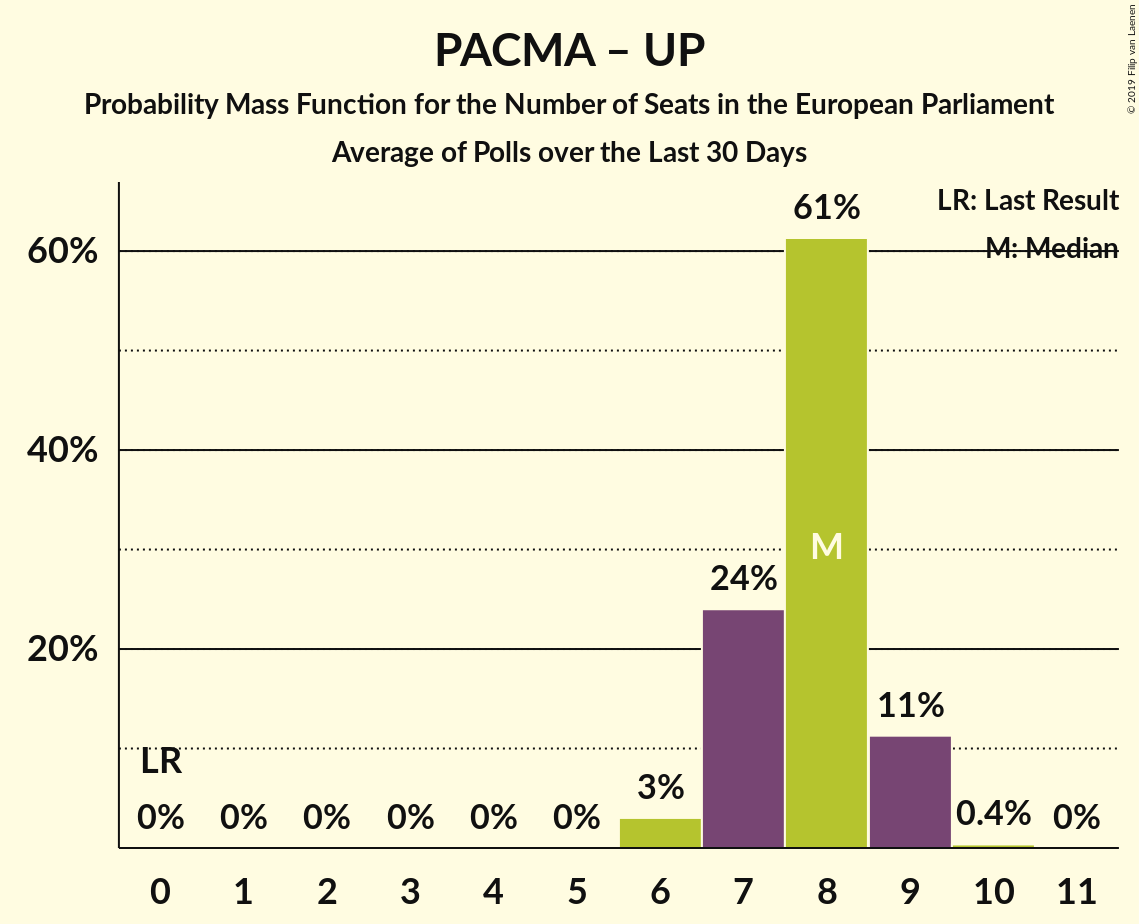 PACMA – UP
Probability Mass Function for the Number of Seats in the European Parliament
Average of Polls over the Last 30 Days
© 2019 Filip van Laenen
LR: Last Result
M: Median
60%
40%
20%
61%
M
24%
11%
LR
3%
0% 0% 0% 0% 0% 0% 0.4% 0%
0 1 2 3 4 5 6 7 8 9 10 11